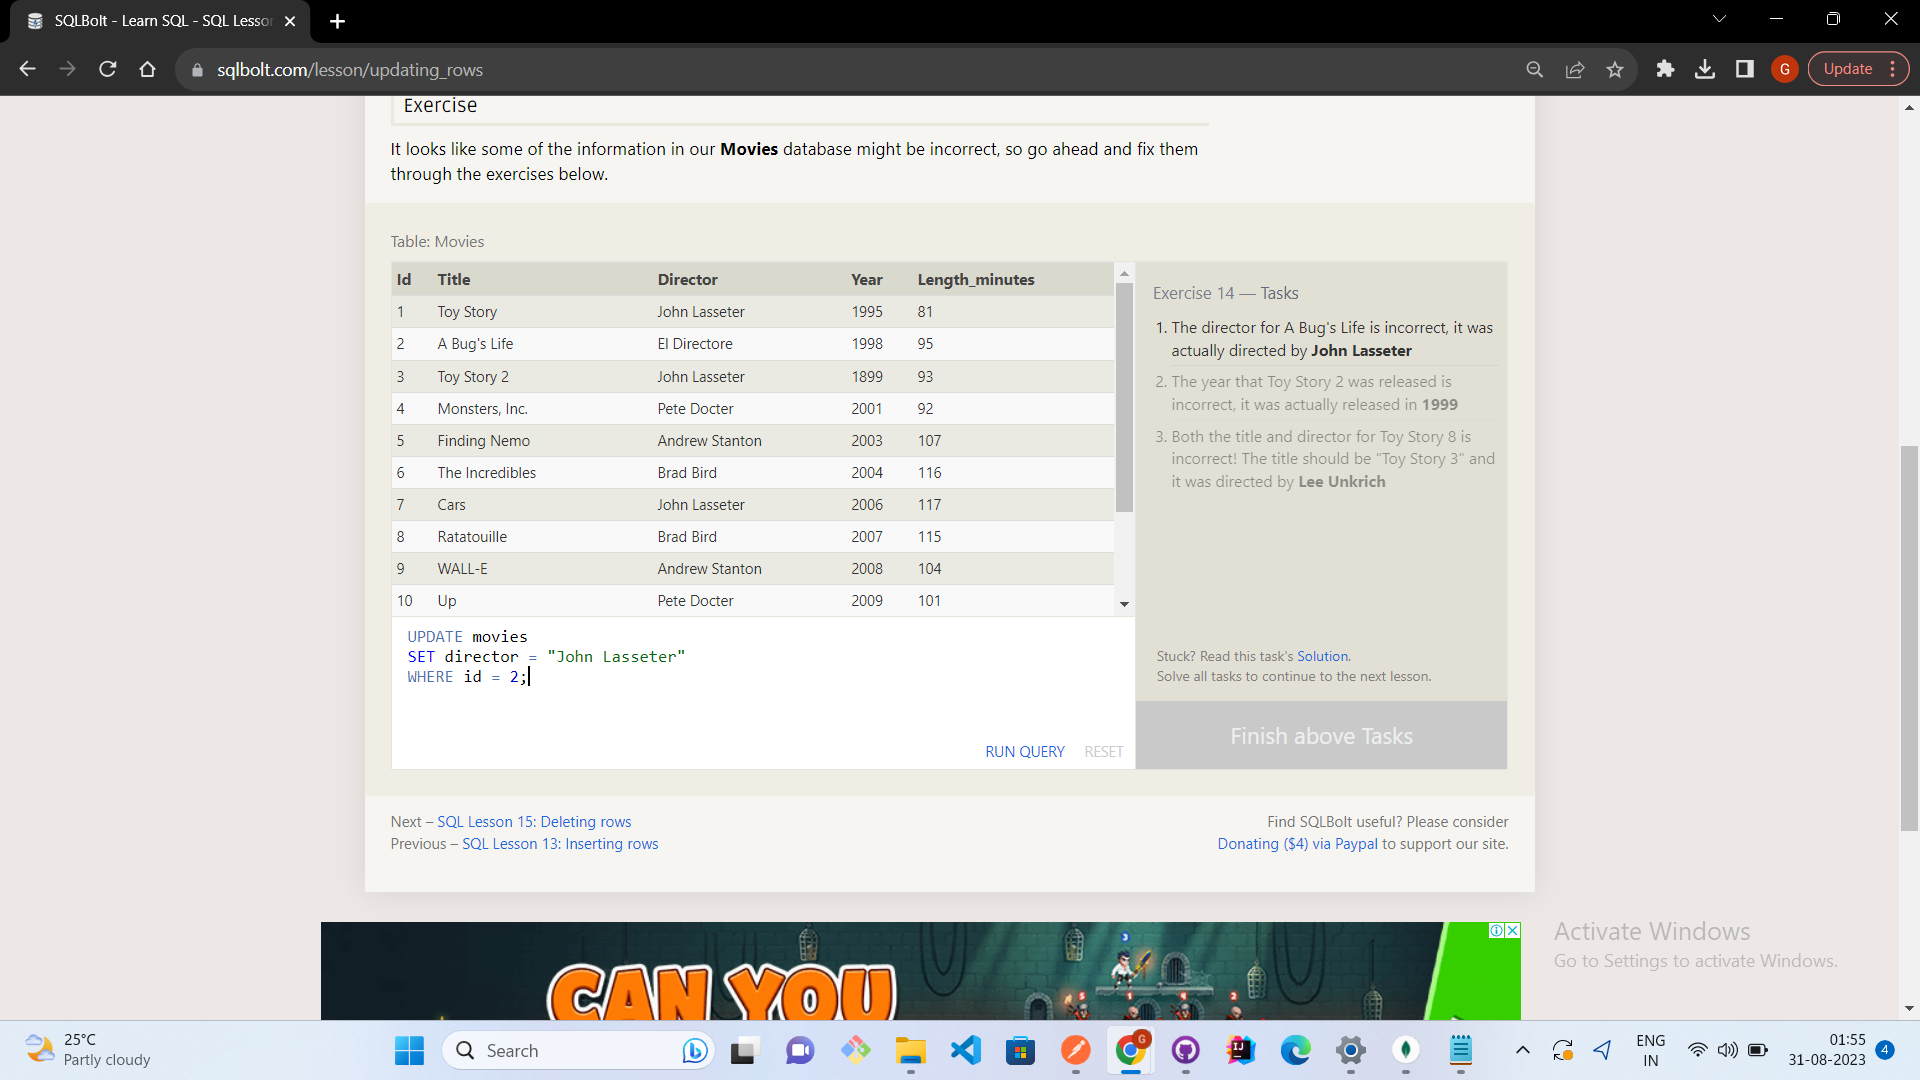 SQLBolt - Learn SQL - SQL Lesson
sqlbolt.com/lesson/updating_rows
G
Update
Exercise
It looks like some of the information in our Movies database might be incorrect, so go ahead and fix them
through the exercises below.
Table: Movies
Id Title Director Year Length_minutes
1 Toy Story John Lasseter 1995 81
2 A Bug's Life El Directore 1998 95
3 Toy Story 2 John Lasseter 1899 93
4 Monsters, Inc. Pete Docter 2001 92
5 Finding Nemo Andrew Stanton 2003 107
6 The Incredibles Brad Bird 2004 116
7 Cars John Lasseter 2006 117
8 Ratatouille Brad Bird 2007 115
9 WALL-E Andrew Stanton 2008 104
10 Up Pete Docter 2009 101
UPDATE movies
SET director = "John Lasseter"
WHERE id = 2;
RUN QUERY RESET
Exercise 14 — Tasks
1. The director for A Bug's Life is incorrect, it was
actually directed by John Lasseter
2. The year that Toy Story 2 was released is
incorrect, it was actually released in 1999
3. Both the title and director for Toy Story 8 is
incorrect! The title should be "Toy Story 3" and
it was directed by Lee Unkrich
Stuck? Read this task's Solution.
Solve all tasks to continue to the next lesson.
Finish above Tasks
Next – SQL Lesson 15: Deleting rows
Previous – SQL Lesson 13: Inserting rows
Find SQLBolt useful? Please consider
Donating ($4) via Paypal to support our site.
CAN YOU
Activate Windows
Go to Settings to activate Windows.
25°C
Partly cloudy
Search
G
IJ
ENG
IN
01:55
31-08-2023
4